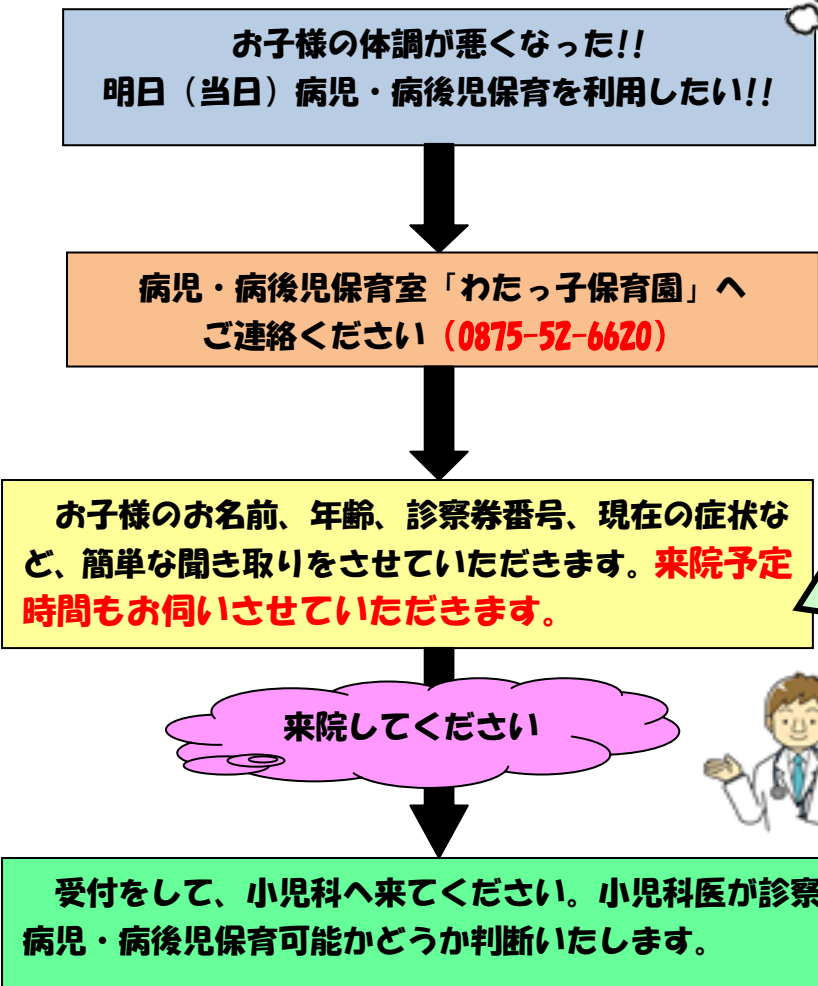 お子様の体調が悪くなった!!
明日（当日）病児・病後児保育を利用したい!!
病児・病後児保育室「わたっ子保育園」へ
ご連絡ください（0875-52-6620）
お子様のお名前、年齢、診察券番号、現在の症状な
ど、簡単な聞き取りをさせていただきます。来院予定
時間もお伺いさせていただきます。
来院してください
受付をして、小児科へ来てください。小児科医が診察
病児・病後児保育可能かどうか判断いたします。